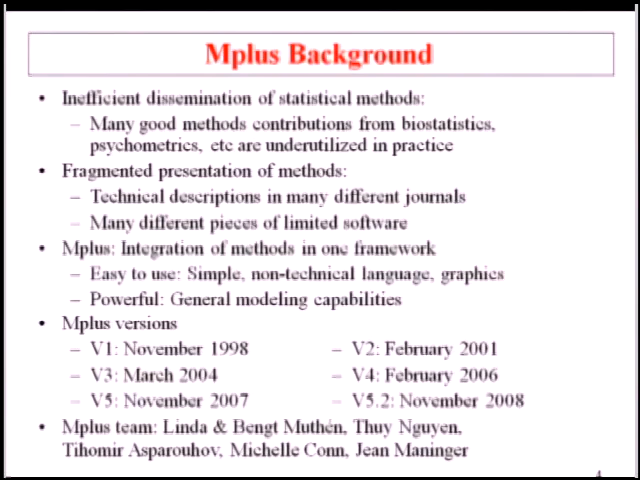 Mplus Background
• Inefficient dissemination of statistical methods:
– Many good methods contributions from biostatistics,
psychometrics, etc are underutilized in practice
• Fragmented presentation of methods:
– Technical descriptions in many different journals
– Many different pieces of limited software
• Mplus: Integration of methods in one framework
– Easy to use: Simple, non-technical language, graphics
– Powerful: General modeling capabilities
• Mplus versions
– V1: November 1998 – V2: February 2001
– V3: March 2004 – V4: February 2006
– V5: November 2007 – V5.2: November 2008
• Mplus team: Linda & Bengt Muthén, Thuy Nguyen,
Tihomir Asparouhov, Michelle Conn, Jean Maninger
4